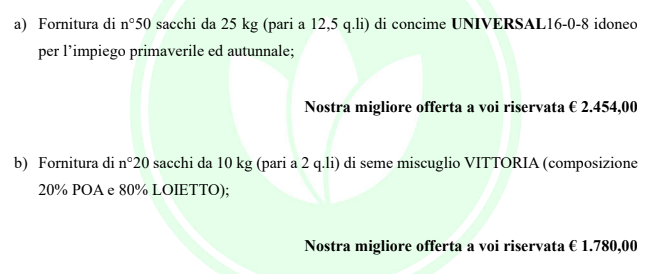 a) Fornitura di n°50 sacchi da 25 kg (pari a 12,5 q.li) di concime UNIVERSAL16-0-8 idoneo
per l'impiego primaverile ed autunnale;
Nostra migliore offerta a voi riservata € 2.454,00
b) Fornitura di n°20 sacchi da 10 kg (pari a 2 q.li) di seme miscuglio VITTORIA (composizione
20% POA e 80% LOIETTO);
Nostra migliore offerta a voi riservata € 1.780,00